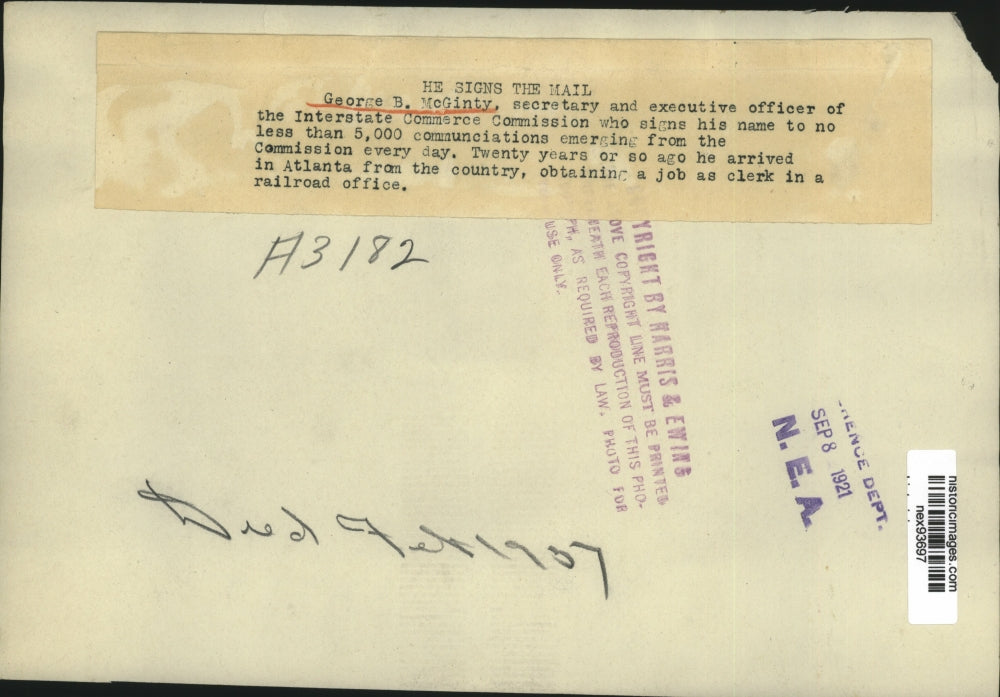 HE SIGNS THE MAIL
George B. McGinty, secretary and executive officer of
the Interstate Commerce Commission who signs his name to no
less than 5,000 communciations emerging from the
Commission every day. Twenty years or so ago he arrived
in Atlanta from the country, obtaining a job as clerk in a
railroad office.
A3182
YRIGHT BY HARRIS & EWING
OVE COPYRIGHT LINE MUST BE PRINTED
NEATH EACH REPRODUCTION OF THIS PHO-
PH, AS REQUIRED BY LAW. PHOTO FOR
USE ONLY.
RENCE DEPT.
SEP 8 1921
N. E. A.
Died Feb 1937
historicimages.com
nex93697